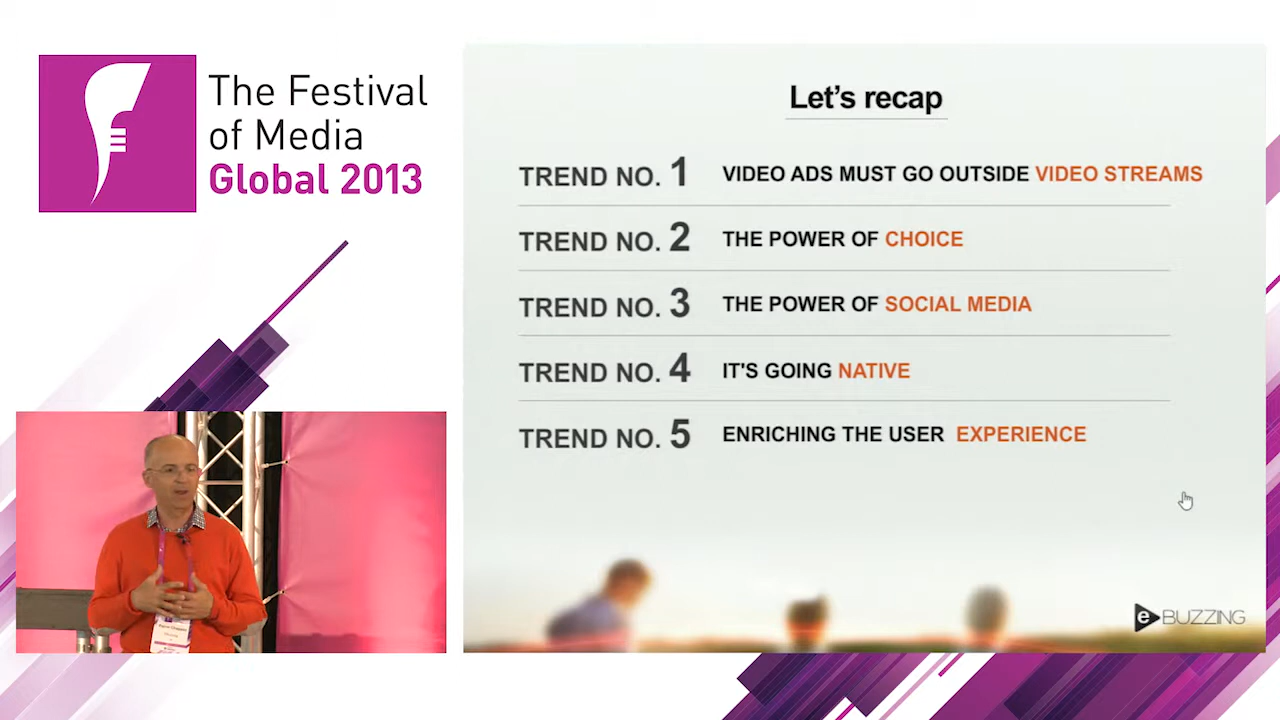 The Festival
of Media
Global 2013
Let's recap
TREND NO. 1 VIDEO ADS MUST GO OUTSIDE VIDEO STREAMS
TREND NO. 2 THE POWER OF CHOICE
TREND NO. 3 THE POWER OF SOCIAL MEDIA
TREND NO. 4 IT'S GOING NATIVE
TREND NO. 5 ENRICHING THE USER EXPERIENCE
e BUZZING